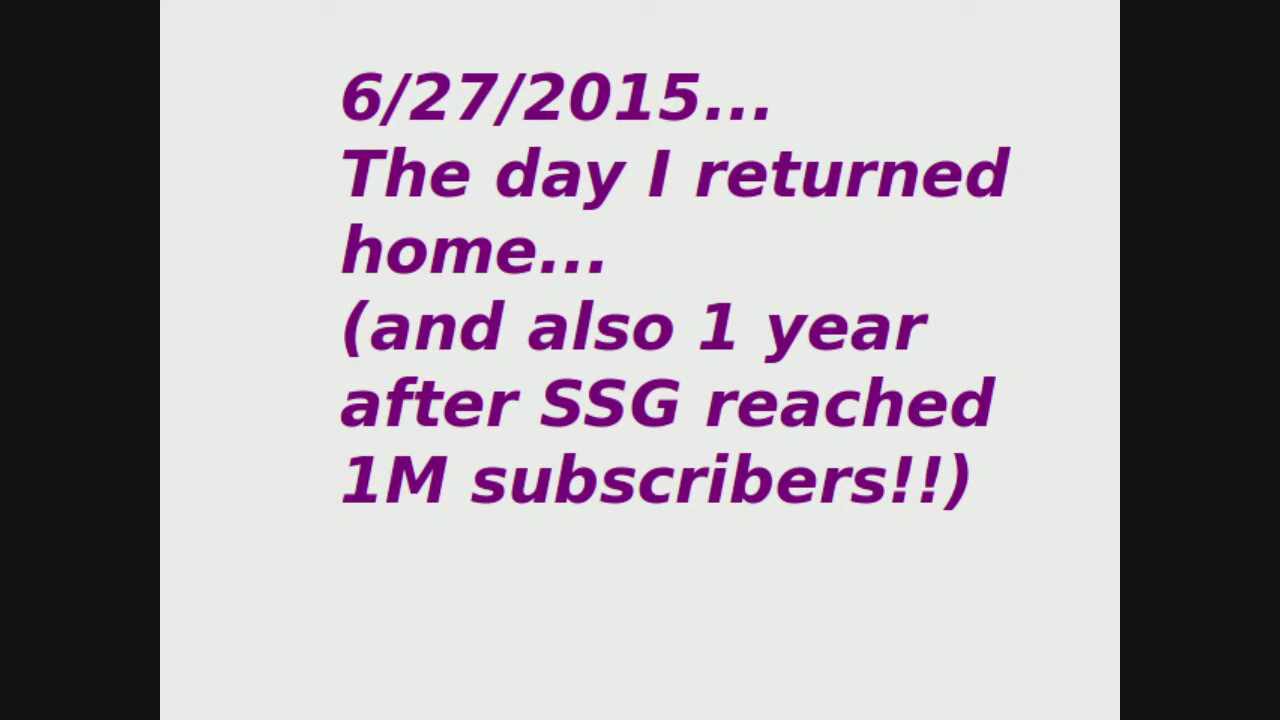 6/27/2015...
The day I returned
home...
(and also 1 year
after SSG reached
1M subscribers!!)